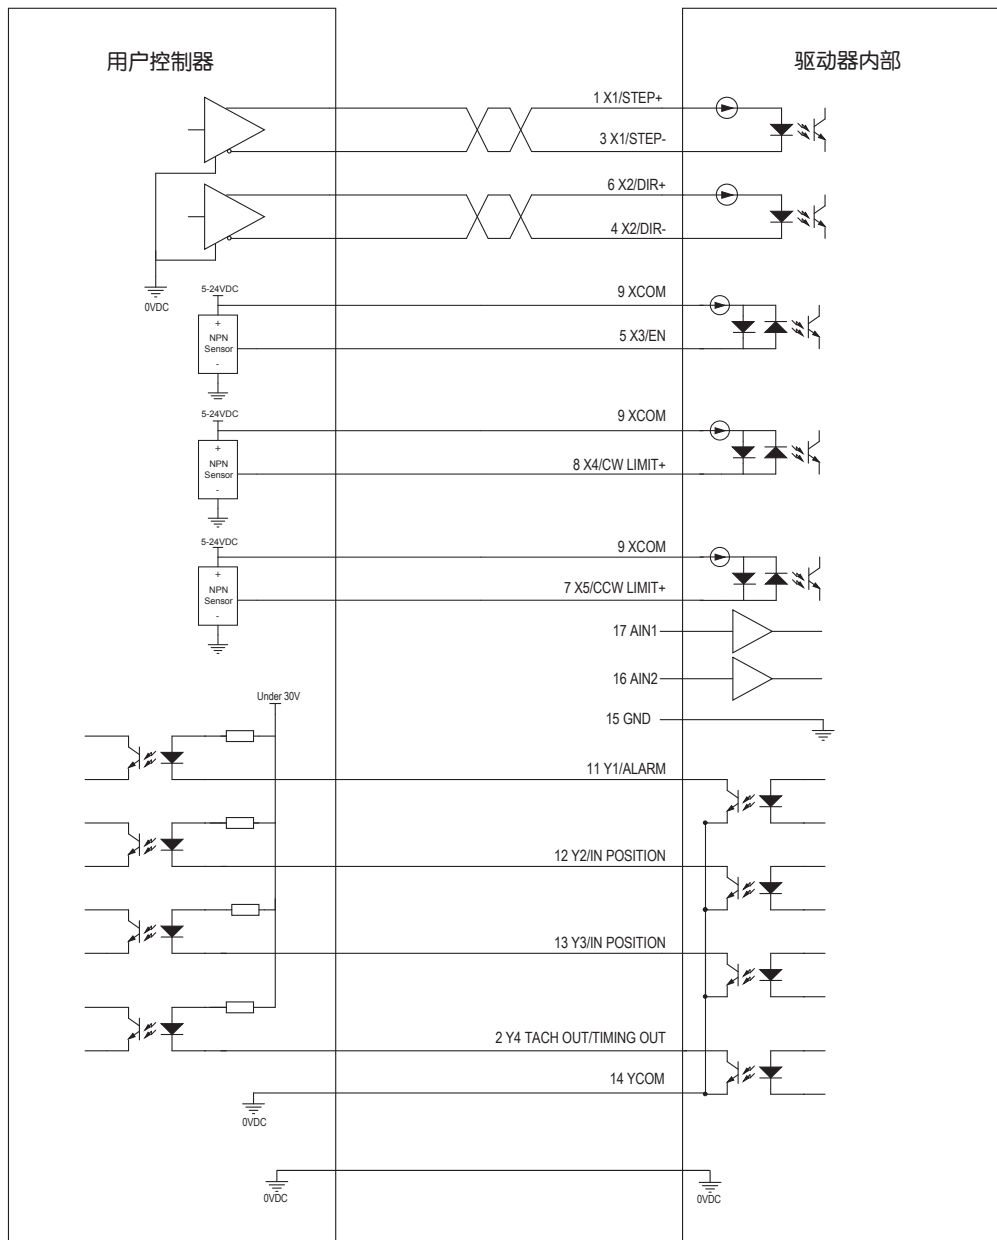 用户控制器
驱动器内部
1 X1/STEP+
3 X1/STEP-
6 X2/DIR+
4 X2/DIR-
0VDC
5-24VDC
+
NPN
Sensor
-
9 XCOM
5 X3/EN
5-24VDC
+
NPN
Sensor
-
9 XCOM
8 X4/CW LIMIT+
5-24VDC
+
NPN
Sensor
-
9 XCOM
7 X5/CCW LIMIT+
17 AIN1
16 AIN2
15 GND
Under 30V
11 Y1/ALARM
12 Y2/IN POSITION
13 Y3/IN POSITION
2 Y4 TACH OUT/TIMING OUT
14 YCOM
0VDC
0VDC
0VDC